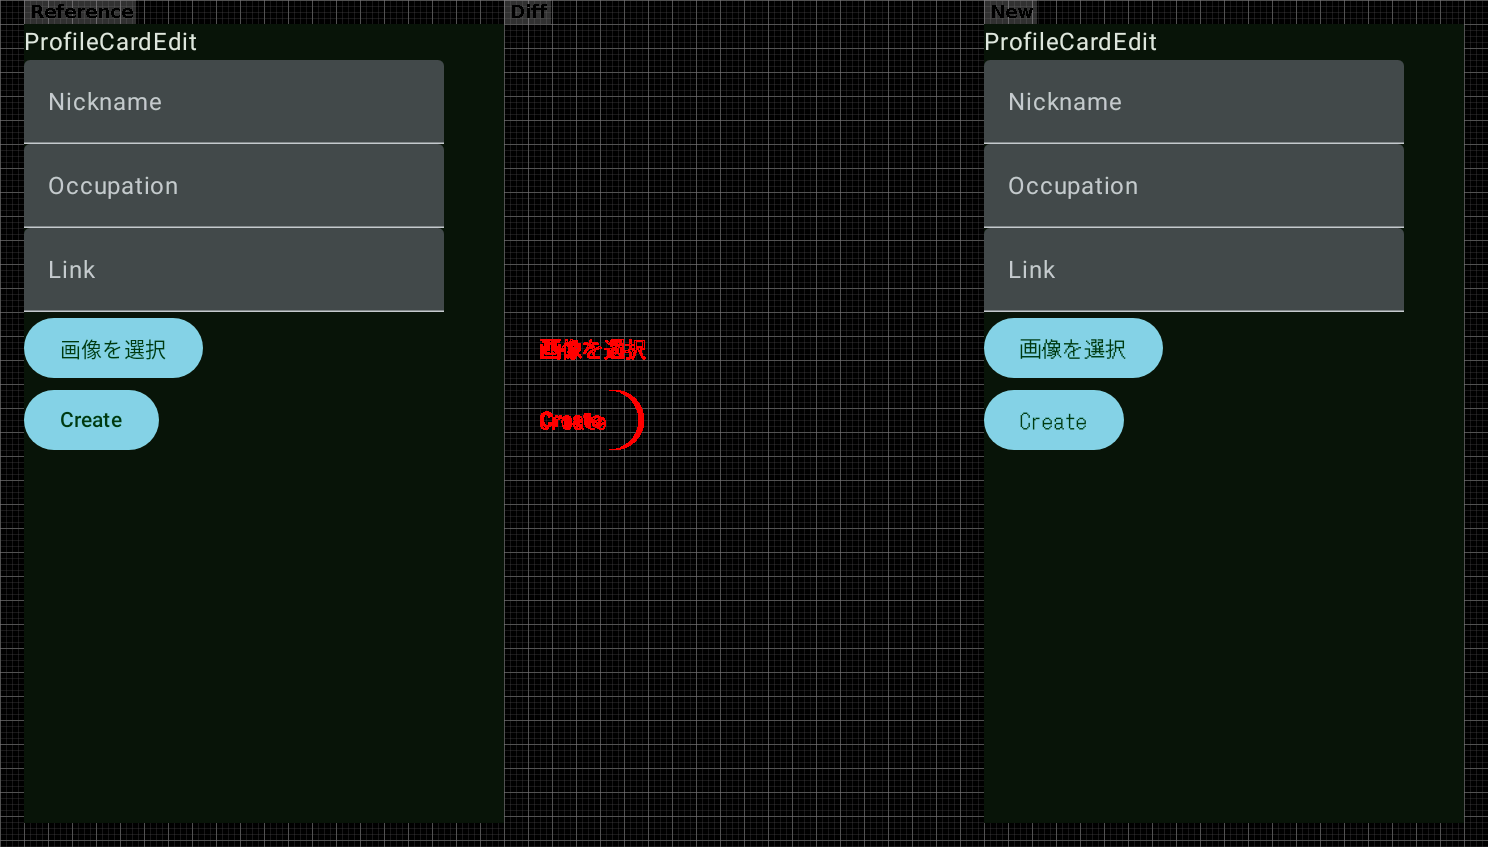 Reference
ProfileCardEdit
Nickname
Occupation
Link
画像を選択
Create
Diff
画像を選択
Create
New
ProfileCardEdit
Nickname
Occupation
Link
画像を選択
Create